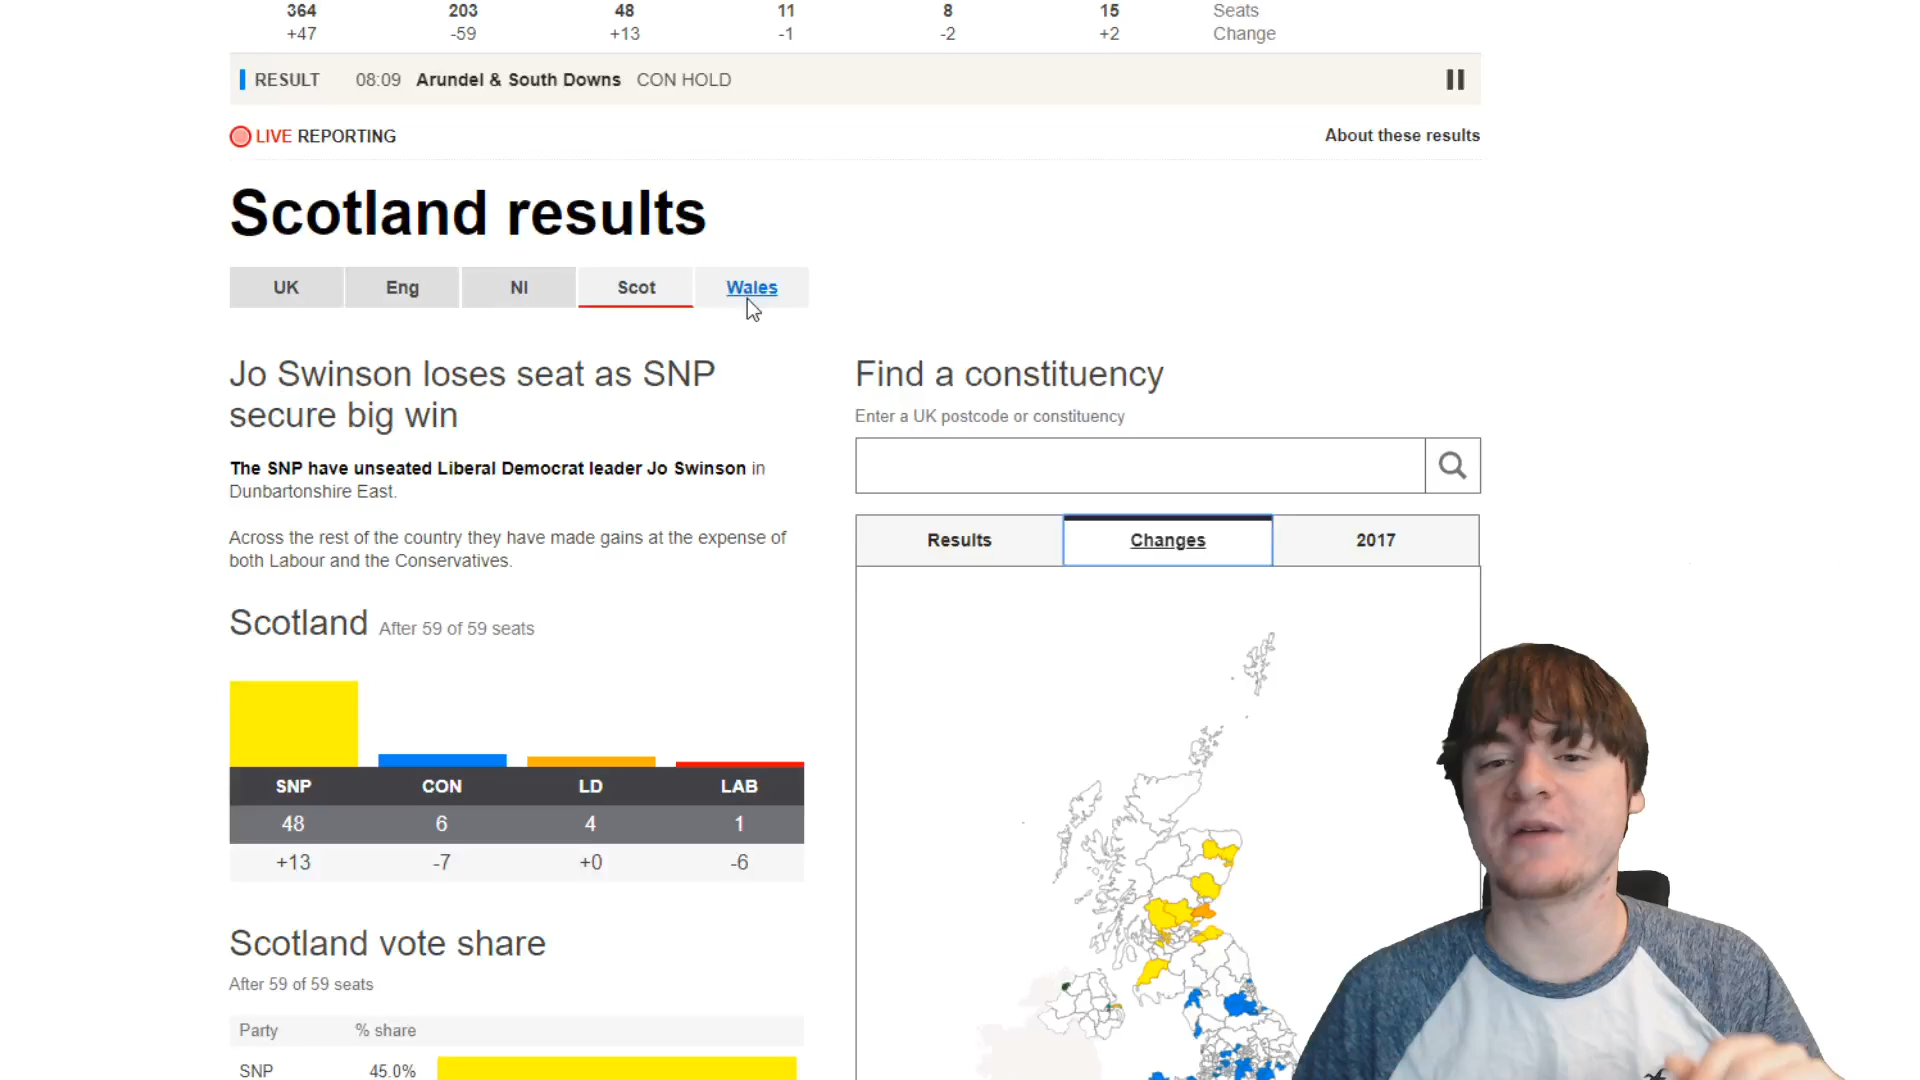 364 203 48 11 8 15 Seats
+47 -59 +13 -1 -2 +2 Change
RESULT 08:09 Arundel & South Downs CON HOLD
LIVE REPORTING About these results
Scotland results
UK Eng NI Scot Wales
Jo Swinson loses seat as SNP
secure big win
The SNP have unseated Liberal Democrat leader Jo Swinson in
Dunbartonshire East.
Across the rest of the country they have made gains at the expense of
both Labour and the Conservatives.
Scotland After 59 of 59 seats
SNP CON LD LAB
48 6 4 1
+13 -7 +0 -6
Scotland vote share
After 59 of 59 seats
Party % share
SNP 45.0%
Find a constituency
Enter a UK postcode or constituency
Results Changes 2017